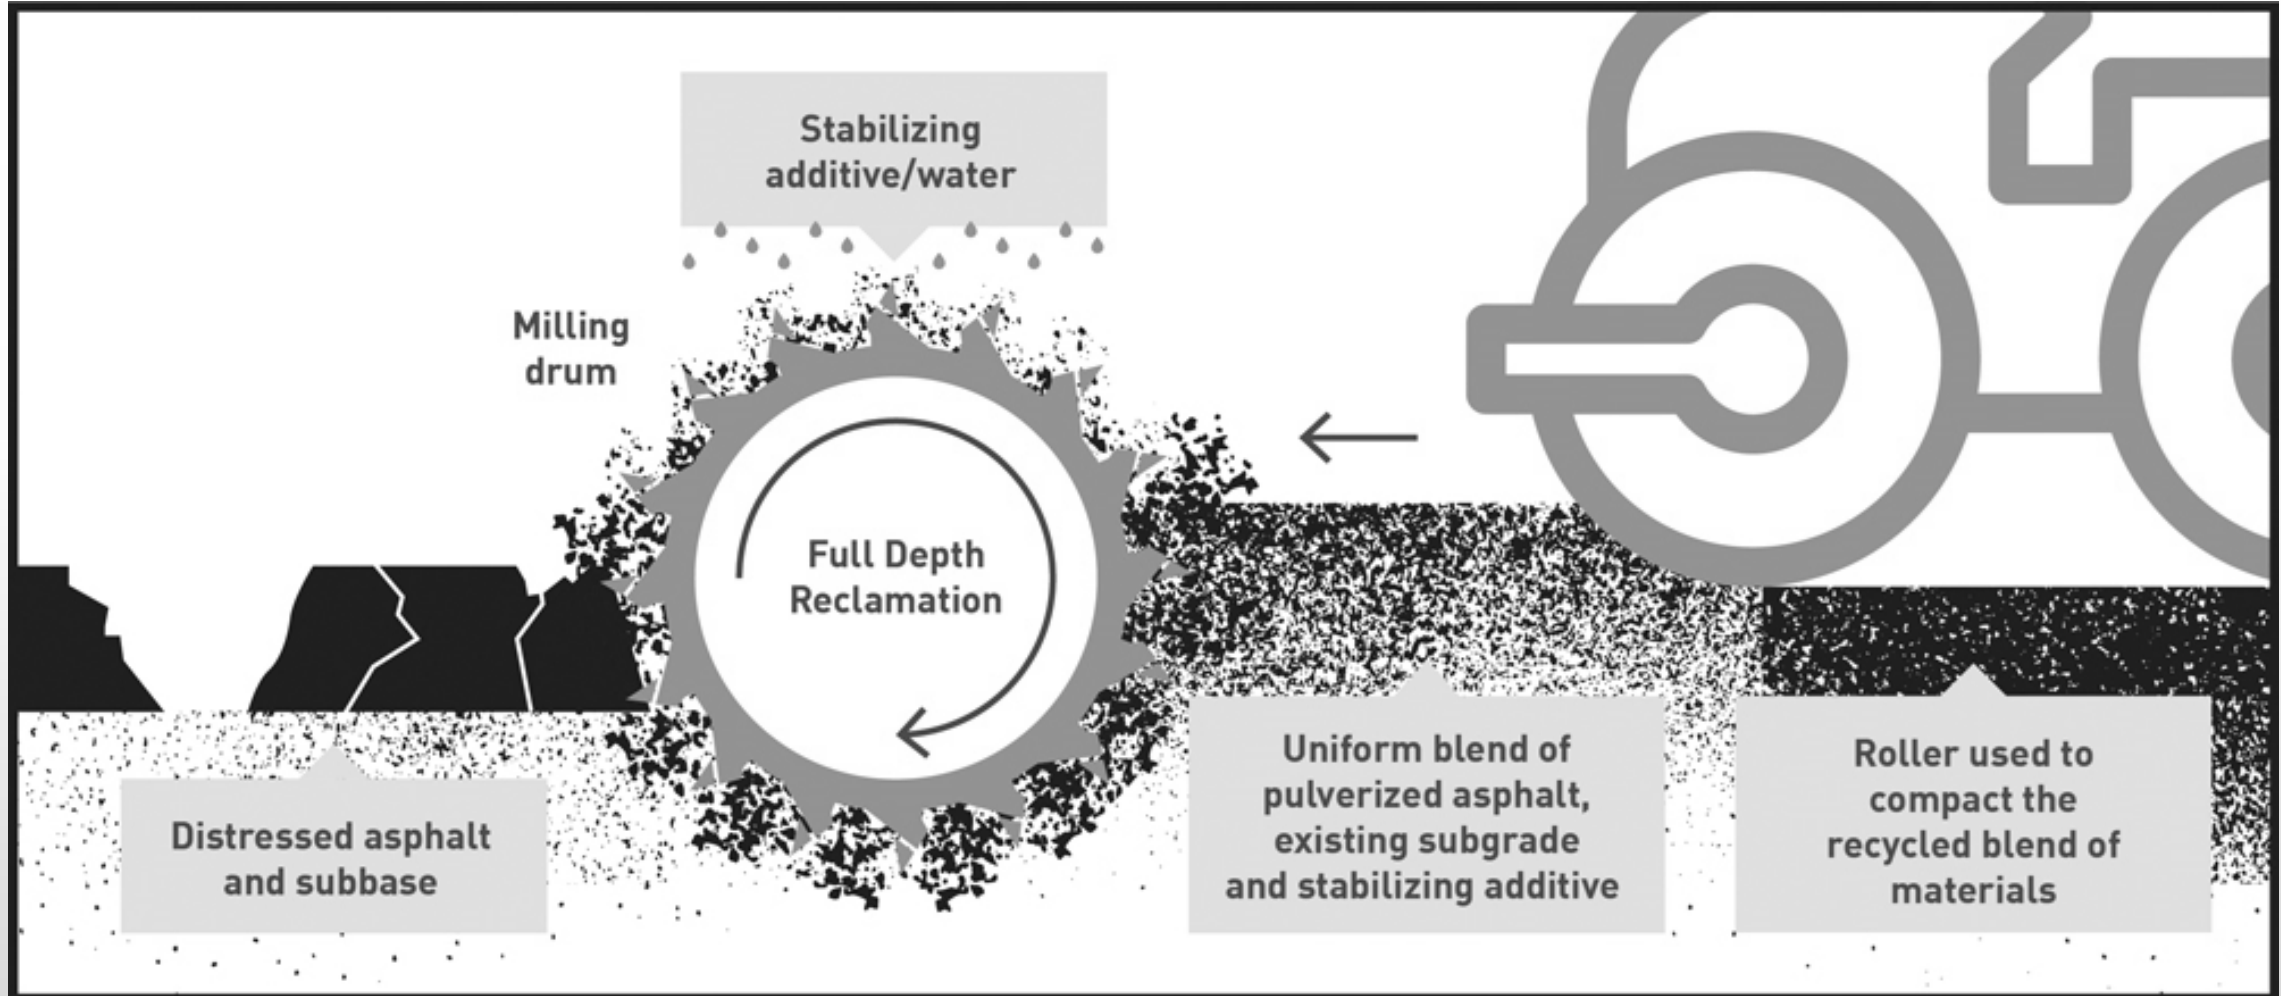 Stabilizing
additive/water
Milling
drum
Full Depth
Reclamation
Distressed asphalt
and subbase
Uniform blend of
pulverized asphalt,
existing subgrade
and stabilizing additive
Roller used to
compact the
recycled blend of
materials